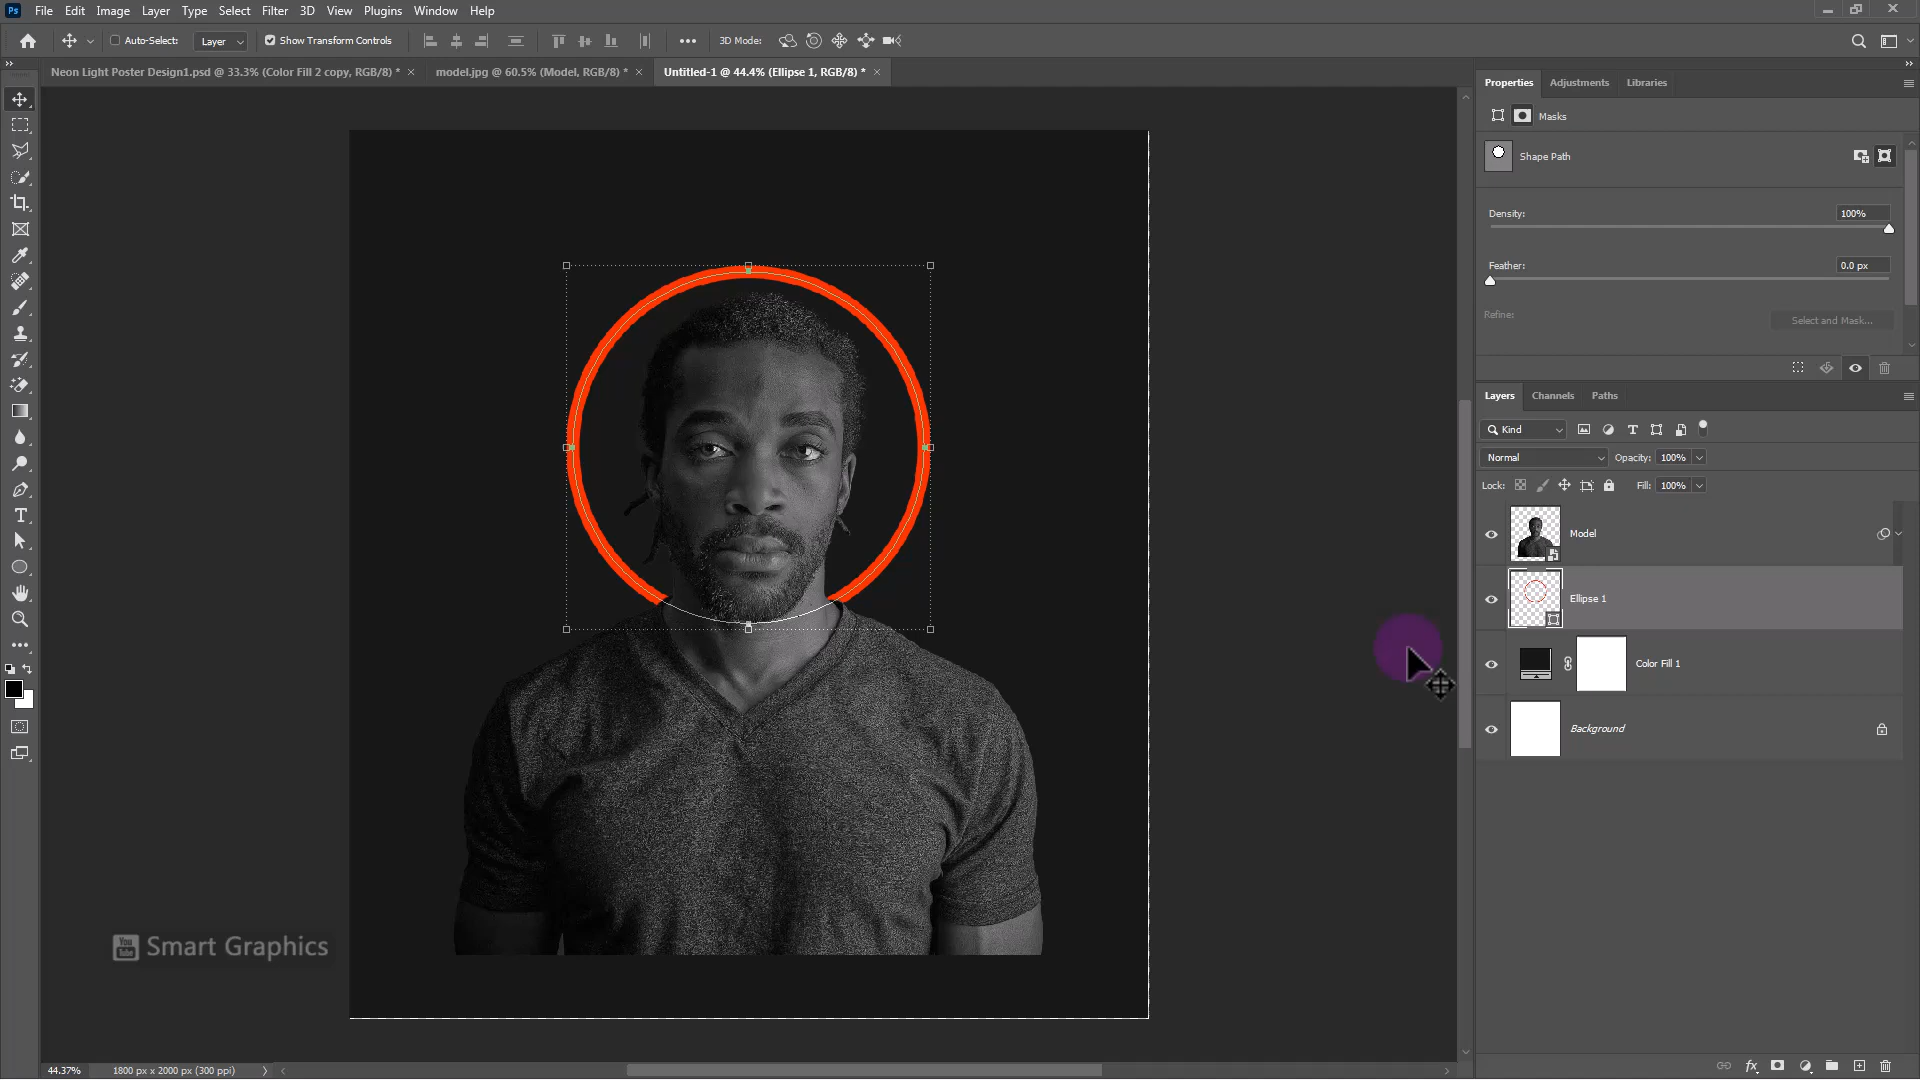 Ps File Edit Image Layer Type Select Filter 3D View Plugins Window Help
Auto-Select: Layer Show Transform Controls 3D Mode:
Neon Light Poster Design1.psd @ 33.3% (Color Fill 2 copy, RGB/8) * model.jpg @ 60.5% (Model, RGB/8) * Untitled-1 @ 44.4% (Ellipse 1, RGB/8) *
Properties Adjustments Libraries
Masks
Shape Path
Density: 100%
Feather: 0.0 px
Refine: Select and Mask...
Layers Channels Paths
Kind
Normal Opacity: 100%
Lock: Fill: 100%
Model
Ellipse 1
Color Fill 1
Background
You Tube Smart Graphics
44.37% 1800 px x 2000 px (300 ppi)